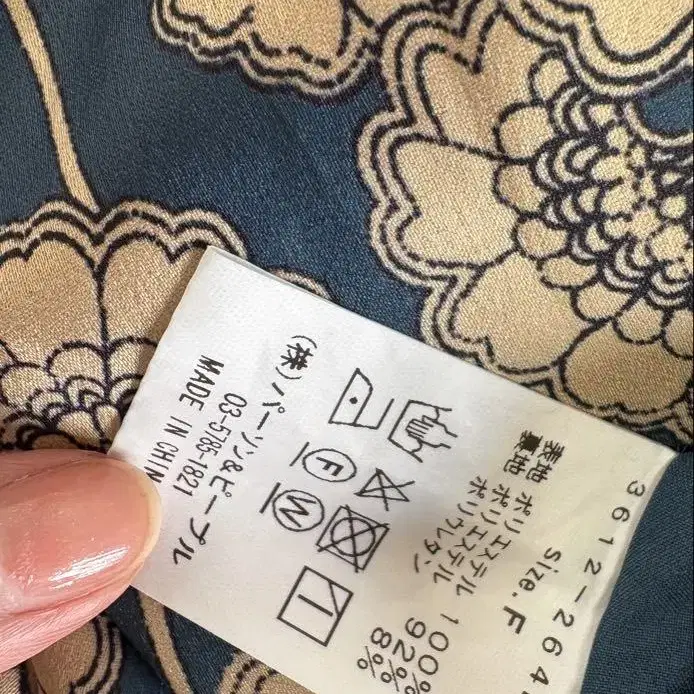 3612-264
Size. F
表地 ポリエステル 100%
裏地 ポリエステル 92%
ポリウレタン 8%
F
W
(株)パーソン&ピープル
03-5785-1821
MADE IN CHIN